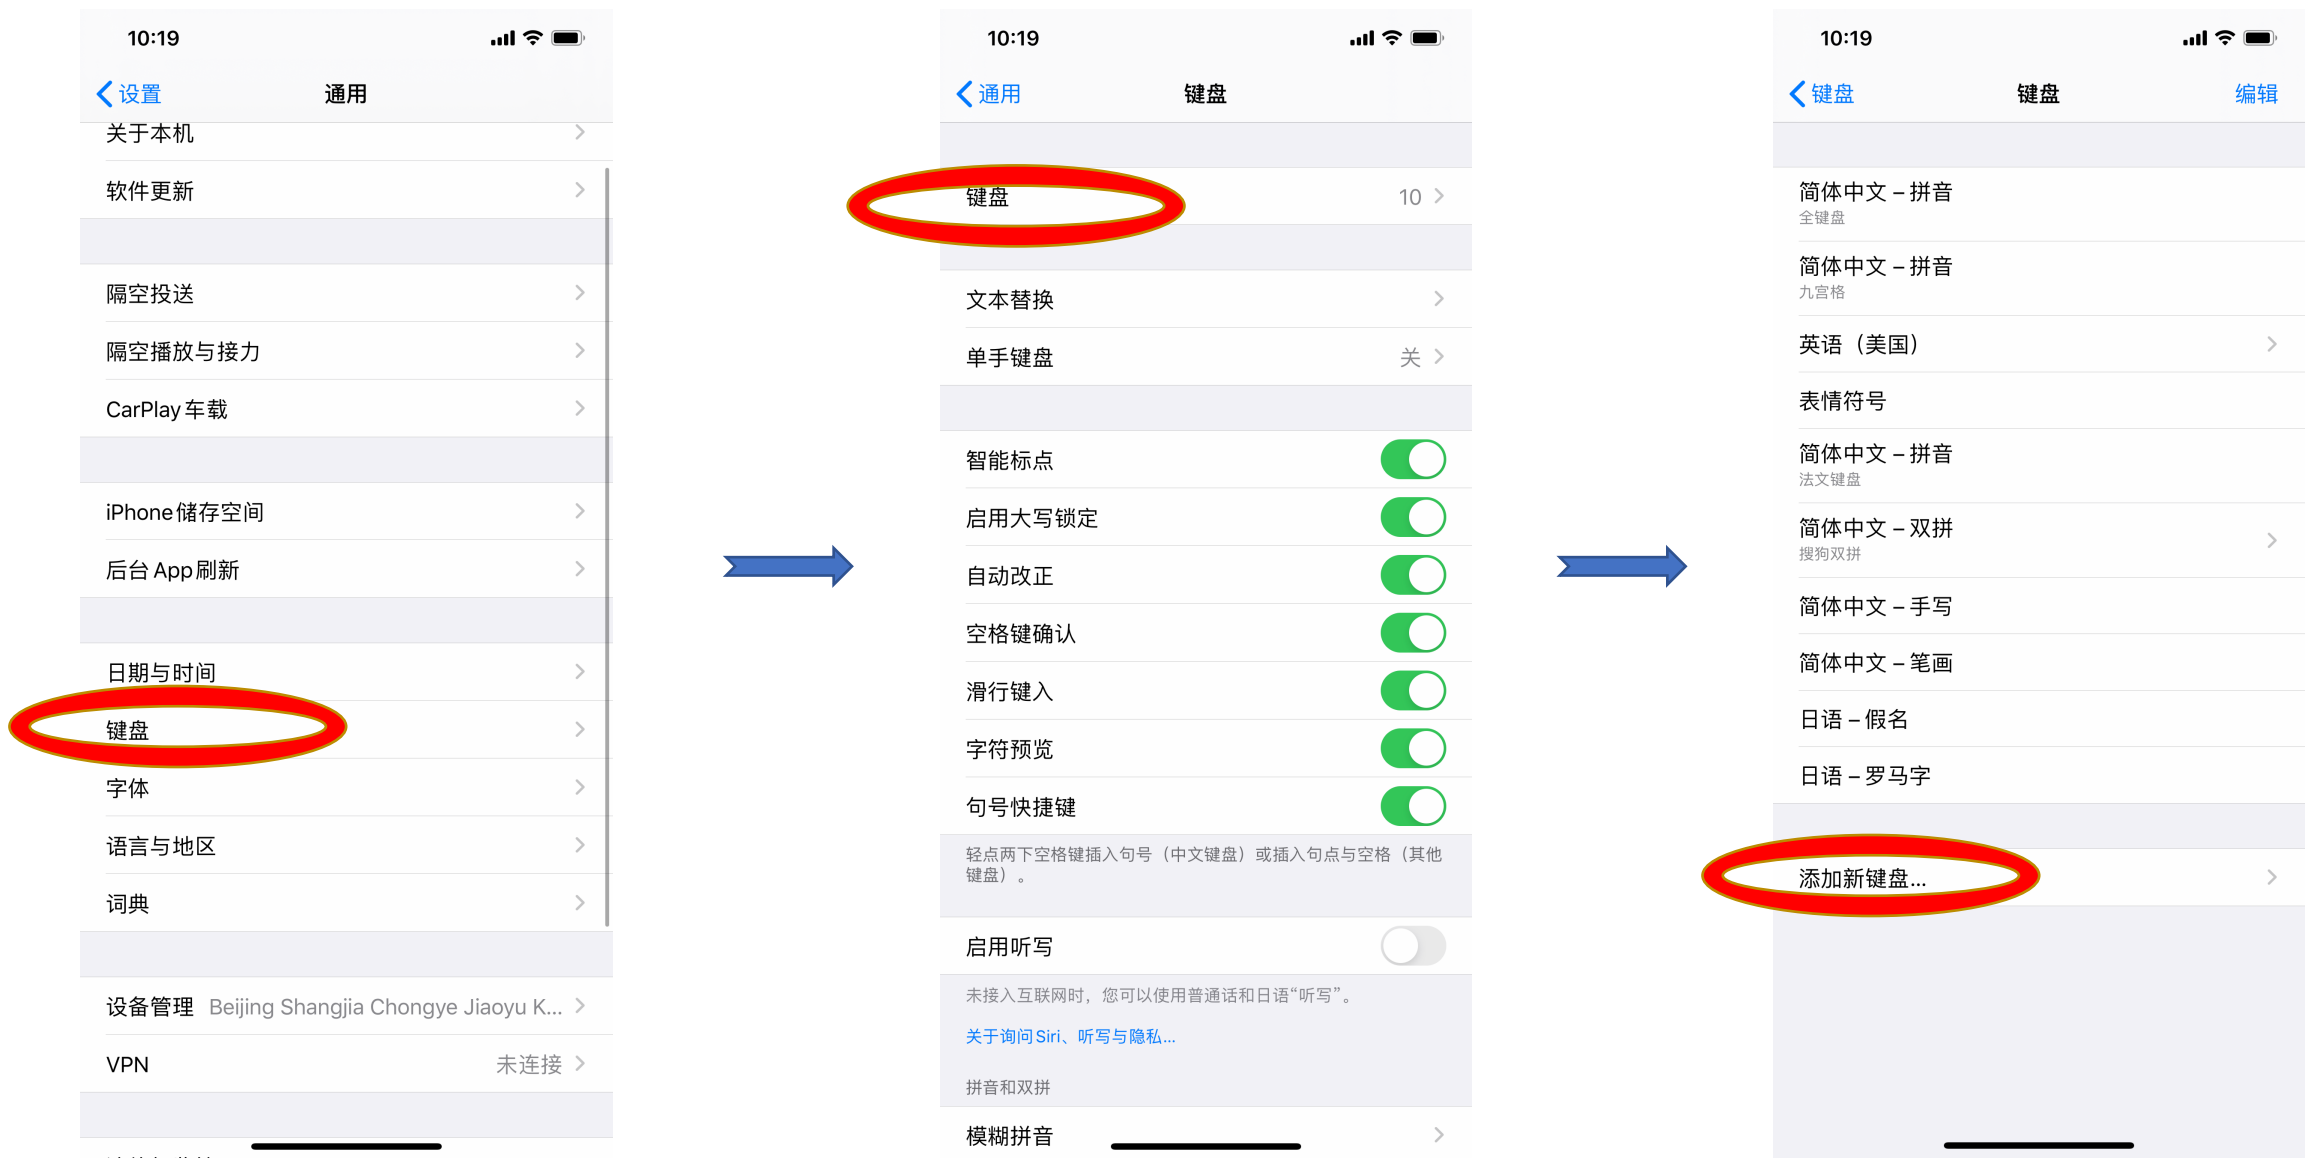 10:19
设置
通用
关于本机
软件更新
隔空投送
隔空播放与接力
CarPlay车载
iPhone储存空间
后台App刷新
日期与时间
键盘
字体
语言与地区
词典
设备管理 Beijing Shangjia Chongye Jiaoyu K...
VPN 未连接
10:19
通用
键盘
键盘 10
文本替换
单手键盘 关
智能标点
启用大写锁定
自动改正
空格键确认
滑行键入
字符预览
句号快捷键
轻点两下空格键插入句号（中文键盘）或插入句点与空格（其他
键盘）。
启用听写
未接入互联网时，您可以使用普通话和日语“听写”。
关于询问Siri、听写与隐私...
拼音和双拼
模糊拼音
10:19
键盘
键盘
编辑
简体中文 – 拼音
全键盘
简体中文 – 拼音
九宫格
英语（美国）
表情符号
简体中文 – 拼音
法文键盘
简体中文 – 双拼
搜狗双拼
简体中文 – 手写
简体中文 – 笔画
日语 – 假名
日语 – 罗马字
添加新键盘...